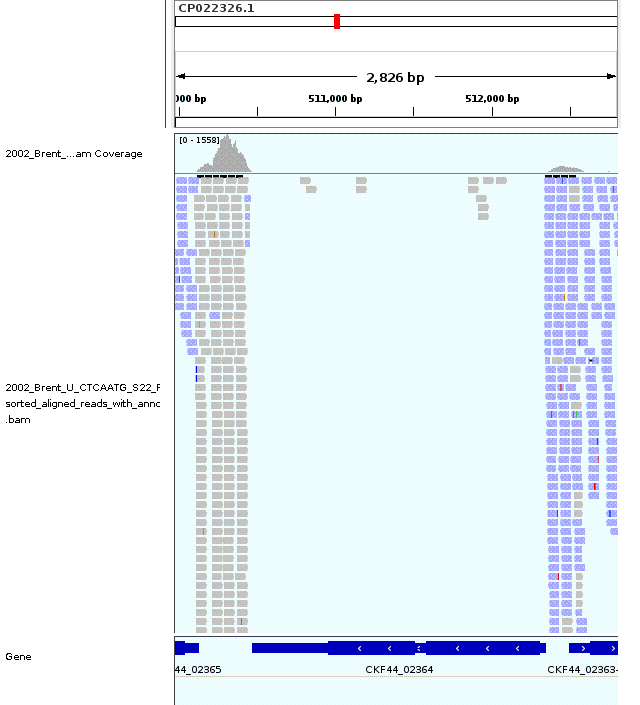 CP022326.1
2,826 bp
000 bp
511,000 bp
512,000 bp
[0 - 1558]
2002_Brent_...am Coverage
2002_Brent_U_CTCAATG_S22_F
sorted_aligned_reads_with_anno
.bam
Gene
44_02365
CKF44_02364
CKF44_02363-